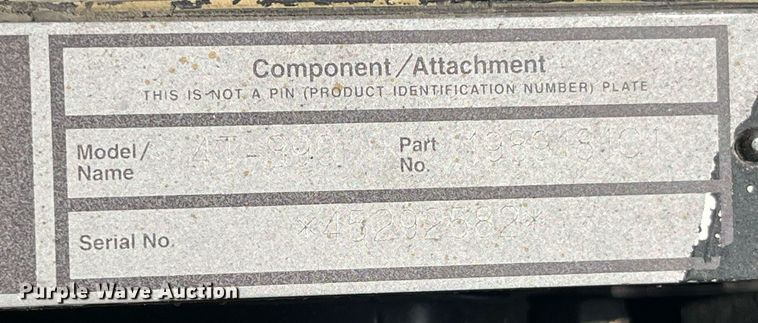 Component/Attachment
THIS IS NOT A PIN (PRODUCT IDENTIFICATION NUMBER) PLATE
Model/
Name
Part
No.
Serial No. *45292582*
Purple Wave Auction